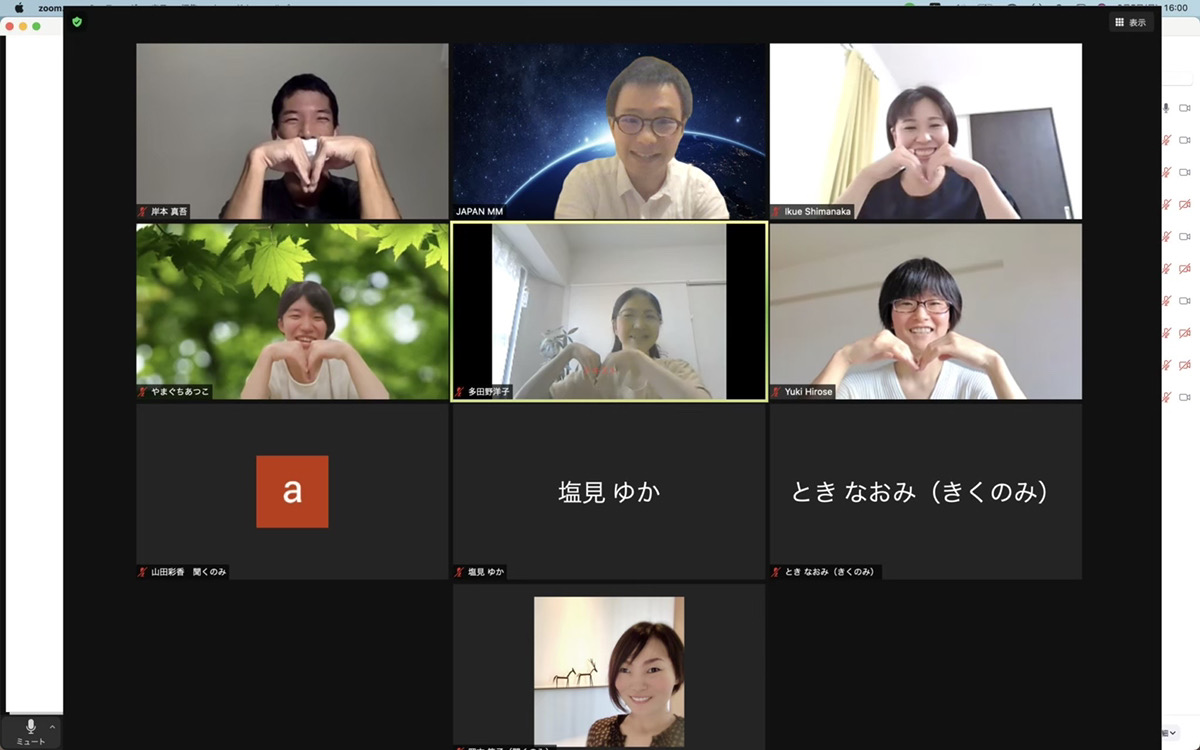 zoom.
16:00
表示
岸本 真吾
JAPAN MM
Ikue Shimanaka
やまぐちあつこ
多田野洋子
Yuki Hirose
a
塩見 ゆか
とき なおみ（きくのみ）
山田彩香 聞くのみ
塩見 ゆか
とき なおみ（きくのみ）
ミュート